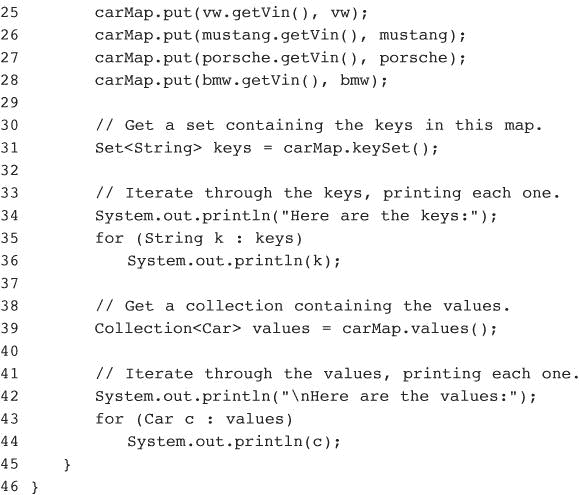 25 carMap.put(vw.getVin(), vw);
26 carMap.put(mustang.getVin(), mustang);
27 carMap.put(porsche.getVin(), porsche);
28 carMap.put(bmw.getVin(), bmw);
29
30 // Get a set containing the keys in this map.
31 Set<String> keys = carMap.keySet();
32
33 // Iterate through the keys, printing each one.
34 System.out.println("Here are the keys:");
35 for (String k : keys)
36 System.out.println(k);
37
38 // Get a collection containing the values.
39 Collection<Car> values = carMap.values();
40
41 // Iterate through the values, printing each one.
42 System.out.println("\nHere are the values:");
43 for (Car c : values)
44 System.out.println(c);
45 }
46 }